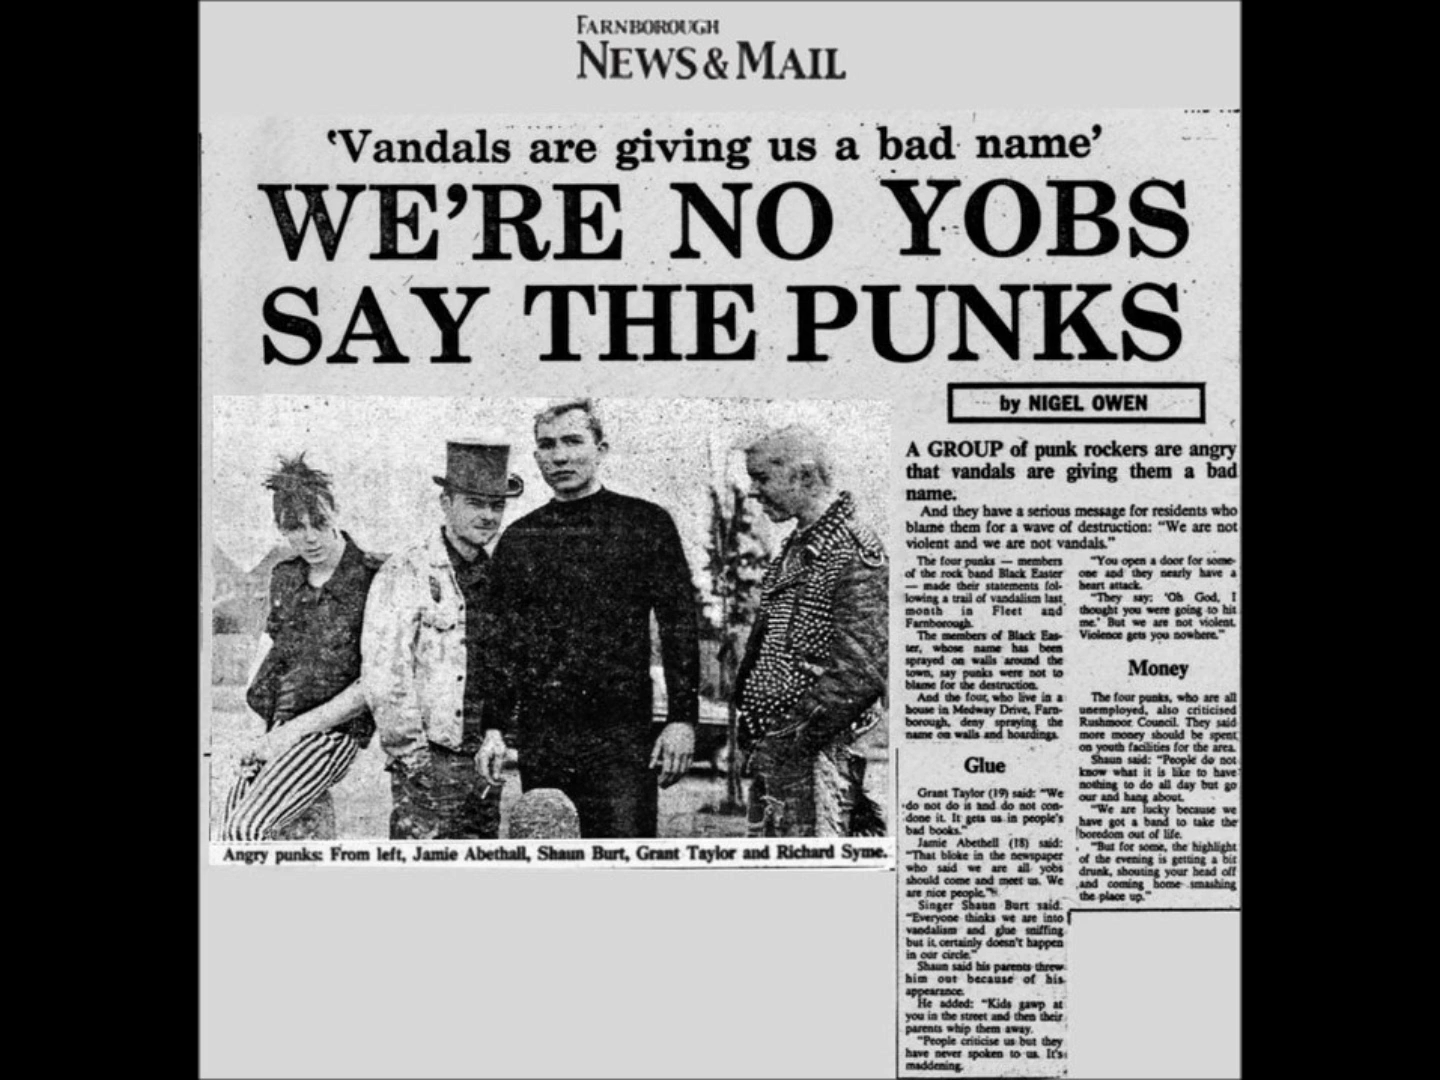 FARNBOROUGH
NEWS & MAIL
‘Vandals are giving us a bad name’
WE’RE NO YOBS
SAY THE PUNKS
by NIGEL OWEN
Angry punks: From left, Jamie Abethall, Shaun Burt, Grant Taylor and Richard Syme.
A GROUP of punk rockers are angry
that vandals are giving them a bad
name.
And they have a serious message for residents who
blame them for a wave of destruction: “We are not
violent and we are not vandals.”
The four punks — members
of the rock band Black Easter
— made their statements fol-
lowing a trail of vandalism last
month in Fleet and
Farnborough.
The members of Black Eas-
ter, whose name has been
sprayed on walls around the
town, say punks were not to
blame for the destruction.
And the four, who live in a
house in Medway Drive, Farn-
borough, deny spraying the
name on walls and hoardings.
Glue
Grant Taylor (19) said: “We
do not do is and do not con-
done it. It gets us in people’s
bad books.”
Jamie Abethell (18) said:
“That bloke in the newspaper
who said we are all yobs
should come and meet us. We
are nice people.”
Singer Shaun Burt said.
“Everyone thinks we are into
vandalism and glue sniffing
but it certainly doesn’t happen
in our circle.”
Shaun said his parents threw
him out because of his
appearance.
He added: “Kids gawp at
you in the street and then their
parents whip them away.
“People criticise us but they
have never spoken to us. It’s
maddening.
“You open a door for some-
one and they nearly have a
heart attack.
“They say: ‘Oh God, I
thought you were going to hit
me.’ But we are not violent.
Violence gets you nowhere.”
Money
The four punks, who are all
unemployed, also criticised
Rushmoor Council. They said
more money should be spent
on youth facilities for the area.
Shaun said: “People do not
know what it is like to have
nothing to do all day but go
our and hang about.
“We are lucky because we
have got a band to take the
boredom out of life.
“But for some, the highlight
of the evening is getting a bit
drunk, shouting your head off
and coming home smashing
the place up.”